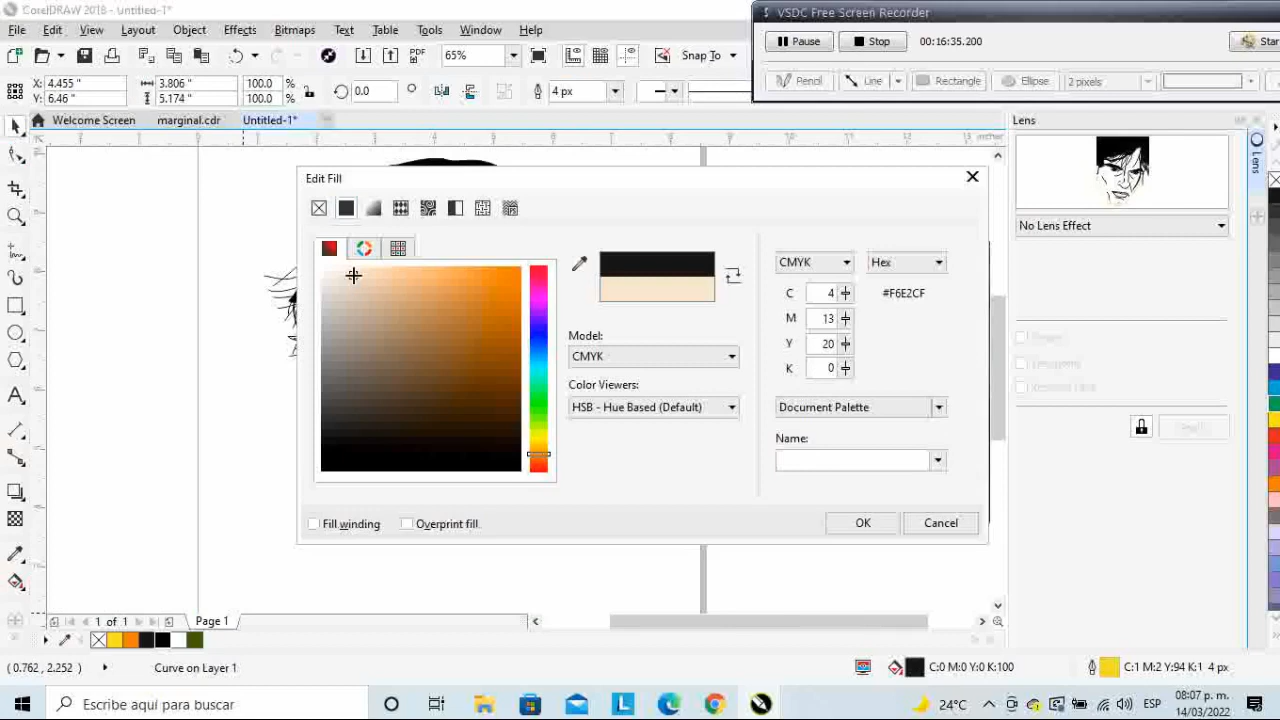 CorelDRAW 2018 - Untitled-1*
VSDC Free Screen Recorder
File Edit View Layout Object Effects Bitmaps Text Table Tools Window Help
Pause Stop 00:16:35.200 Star
PDF 65% Snap To
Pencil Line Rectangle Ellipse 2 pixels
X: 4.455 " 3.806 " 100.0 % 0.0 4 px
Y: 6.46 " 5.174 " 100.0 %
Welcome Screen marginal.cdr Untitled-1*
Lens
Edit Fill
No Lens Effect
CMYK Hex
C 4 #F6E2CF
M 13
Model: Y 20
CMYK K 0
Color Viewers:
HSB - Hue Based (Default) Document Palette
Name:
Fill winding Overprint fill OK Cancel
1 of 1 Page 1
( 0.762, 2.252 ) Curve on Layer 1 C:0 M:0 Y:0 K:100 C:1 M:2 Y:94 K:1 4 px
Escribe aquí para buscar 24°C ESP 08:07 p. m.
14/03/2022